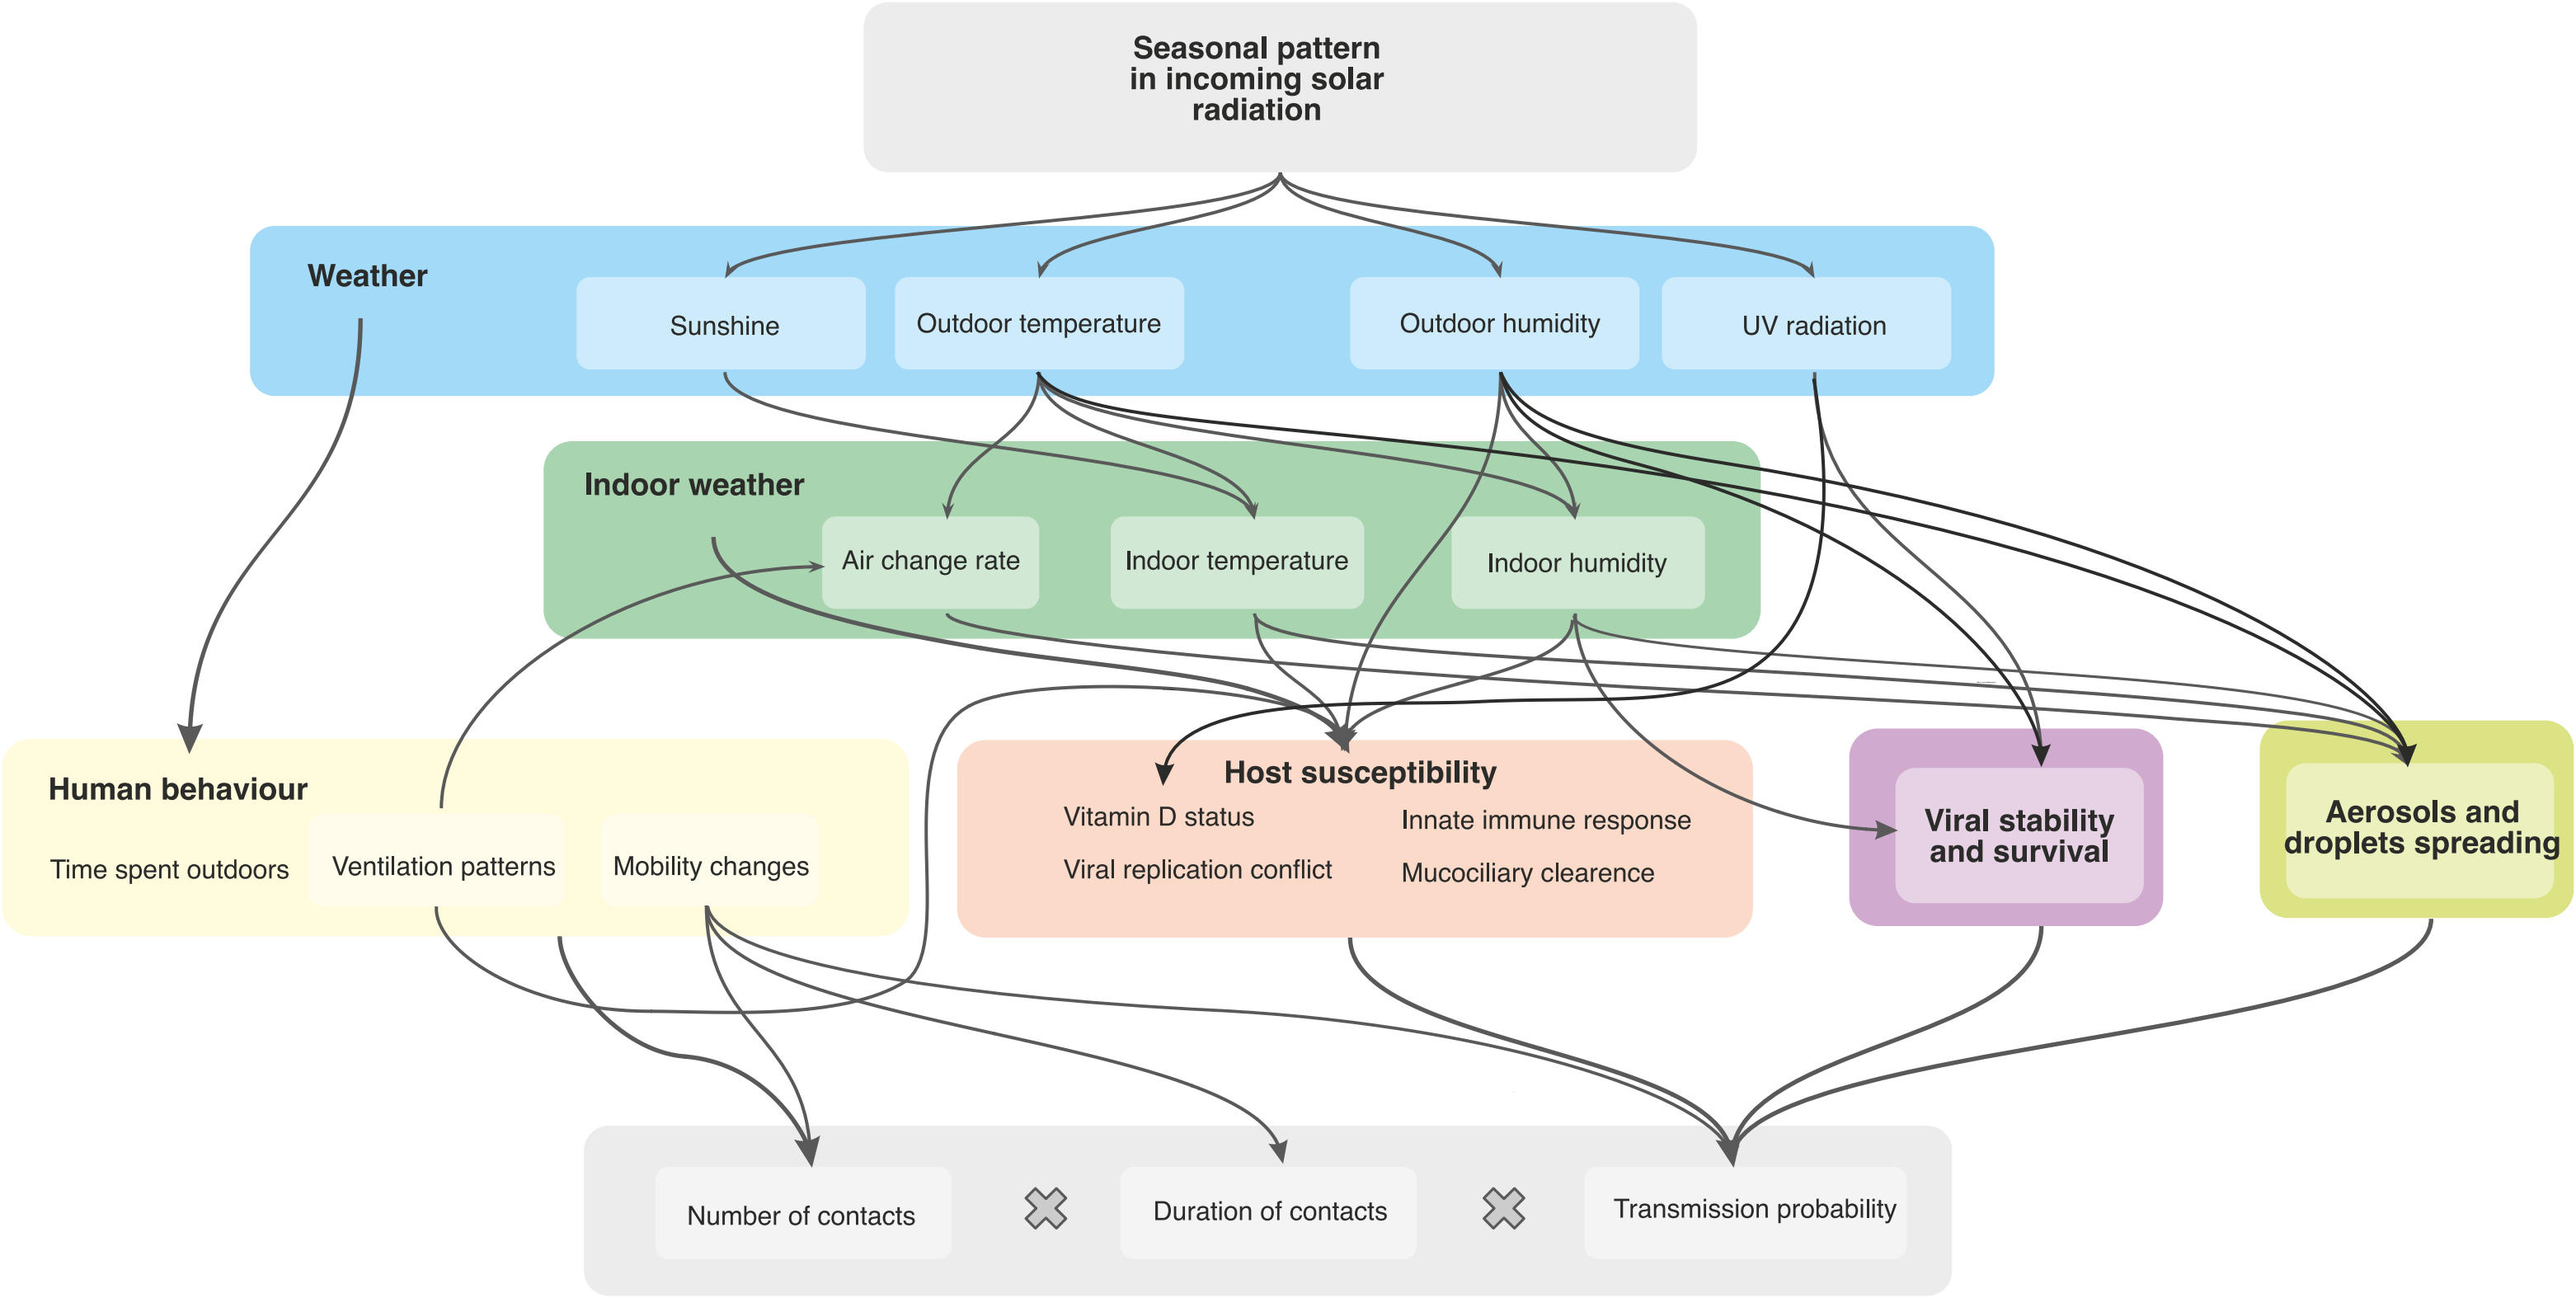 Seasonal pattern
in incoming solar
radiation
Weather
Sunshine
Outdoor temperature
Outdoor humidity
UV radiation
Indoor weather
Air change rate
Indoor temperature
Indoor humidity
Human behaviour
Time spent outdoors
Ventilation patterns
Mobility changes
Host susceptibility
Vitamin D status
Innate immune response
Viral replication conflict
Mucociliary clearence
Viral stability
and survival
Aerosols and
droplets spreading
Number of contacts
Duration of contacts
Transmission probability